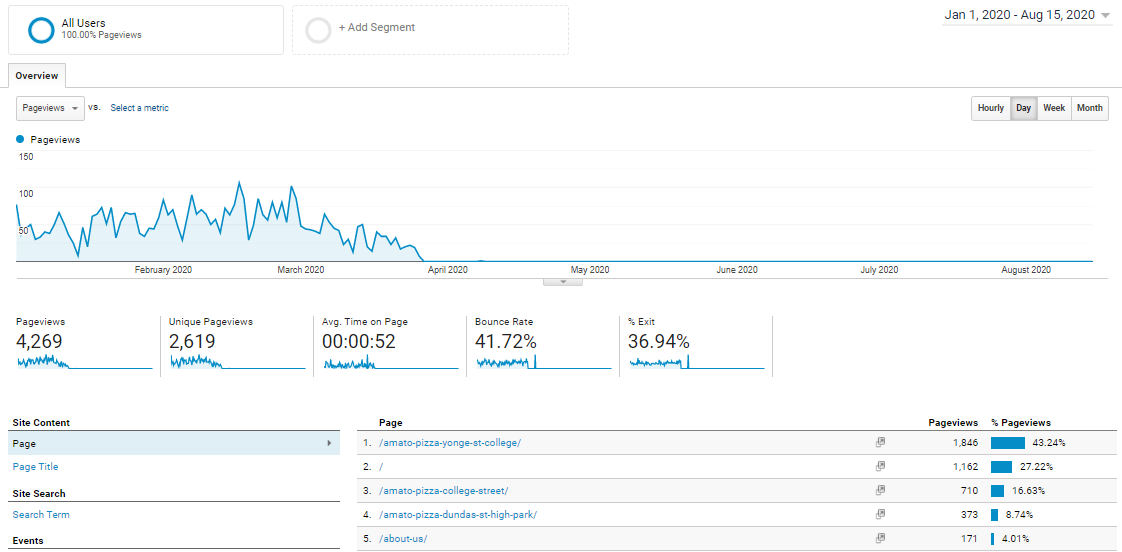 All Users
100.00% Pageviews
+ Add Segment
Jan 1, 2020 - Aug 15, 2020
Overview
Pageviews vs. Select a metric
Hourly Day Week Month
Pageviews
150
100
50
February 2020 March 2020 April 2020 May 2020 June 2020 July 2020 August 2020
Pageviews
4,269
Unique Pageviews
2,619
Avg. Time on Page
00:00:52
Bounce Rate
41.72%
% Exit
36.94%
Site Content
Page
Page Title
Site Search
Search Term
Events
Page Pageviews % Pageviews
1. /amato-pizza-yonge-st-college/ 1,846 43.24%
2. / 1,162 27.22%
3. /amato-pizza-college-street/ 710 16.63%
4. /amato-pizza-dundas-st-high-park/ 373 8.74%
5. /about-us/ 171 4.01%